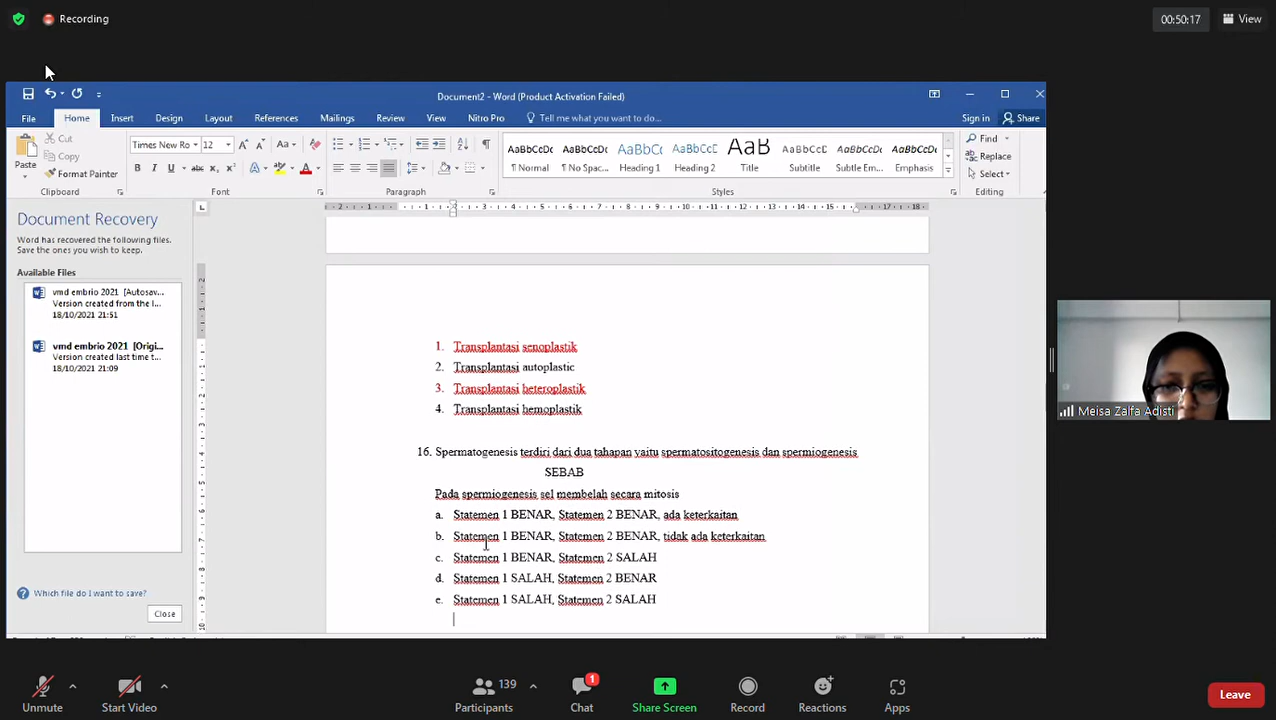 Recording
00:50:17
View
Document2 - Word (Product Activation Failed)
File Home Insert Design Layout References Mailings Review View Nitro Pro Tell me what you want to do... Sign in Share
Paste
Cut
Copy
Format Painter
Clipboard
Times New Ro 12
Font
Paragraph
AaBbCcDc AaBbCcDc AaBbCc AaBbCcE AaB AaBbCcD AaBbCcDc AaBbCcDc
¶ Normal ¶ No Spac... Heading 1 Heading 2 Title Subtitle Subtle Em... Emphasis
Styles
Find
Replace
Select
Editing
Document Recovery
Word has recovered the following files.
Save the ones you wish to keep.
Available Files
vmd embrio 2021 [Autosav...
Version created from the l...
18/10/2021 21:51
vmd embrio 2021 [Origi...
Version created last time t...
18/10/2021 21:09
Which file do I want to save?
Close
1. Transplantasi senoplastik
2. Transplantasi autoplastic
3. Transplantasi heteroplastik
4. Transplantasi hemoplastik
16. Spermatogenesis terdiri dari dua tahapan yaitu spermatositogenesis dan spermiogenesis
SEBAB
Pada spermiogenesis sel membelah secara mitosis
a. Statemen 1 BENAR, Statemen 2 BENAR, ada keterkaitan
b. Statemen 1 BENAR, Statemen 2 BENAR, tidak ada keterkaitan
c. Statemen 1 BENAR, Statemen 2 SALAH
d. Statemen 1 SALAH, Statemen 2 BENAR
e. Statemen 1 SALAH, Statemen 2 SALAH
Meisa Zalfa Adisti
Unmute
Start Video
139
Participants
1
Chat
Share Screen
Record
Reactions
Apps
Leave